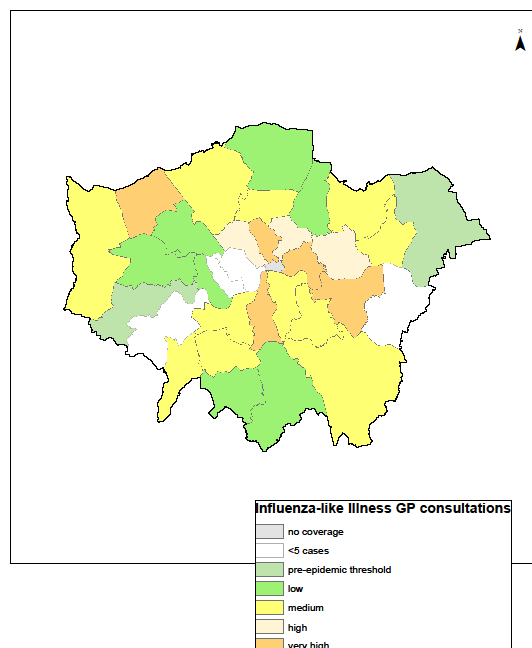 N
Influenza-like Illness GP consultations
no coverage
<5 cases
pre-epidemic threshold
low
medium
high
very high